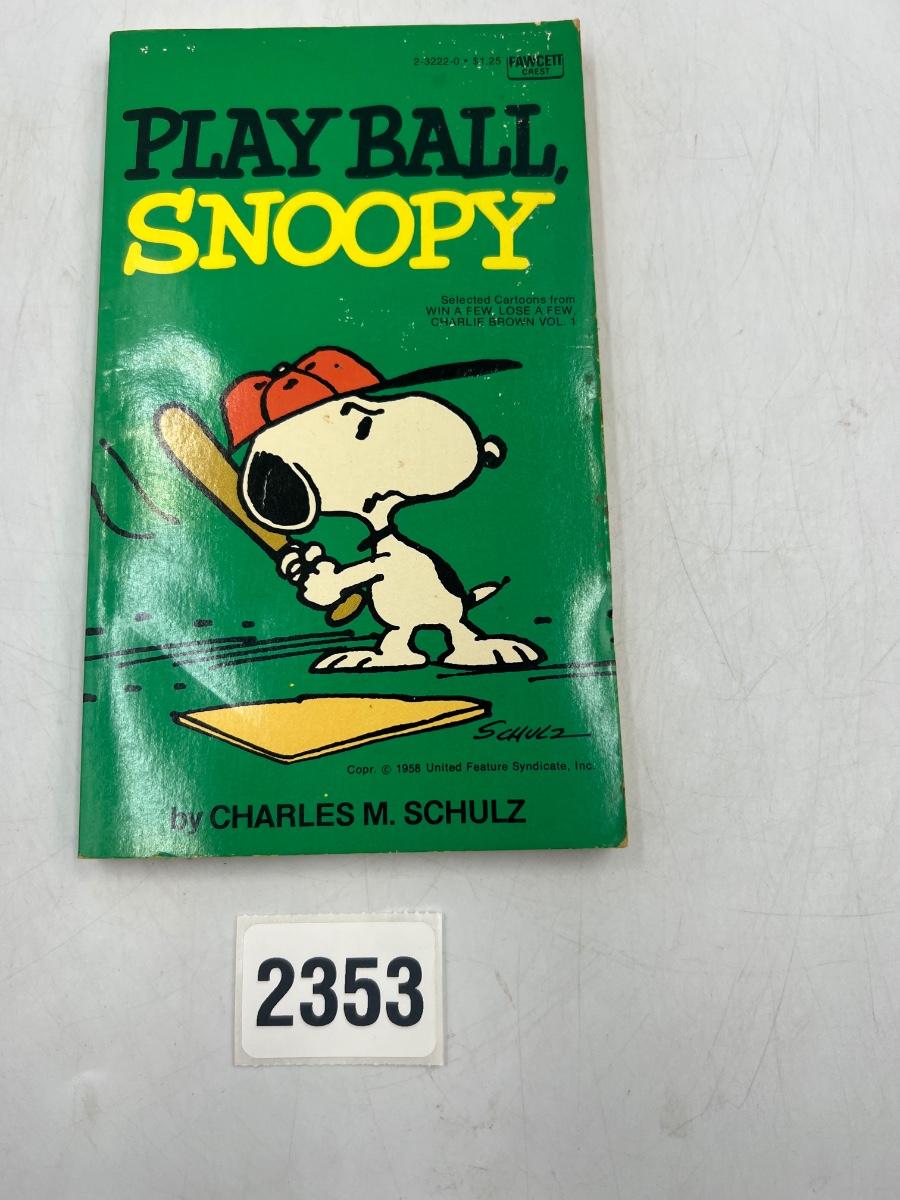 2-3222-0 • $1.25 FAWCETT CREST
PLAY BALL,
SNOOPY
Selected Cartoons from
WIN A FEW, LOSE A FEW,
CHARLIE BROWN VOL. 1
SCHULZ
Copr. © 1958 United Feature Syndicate, Inc.
by CHARLES M. SCHULZ
2353